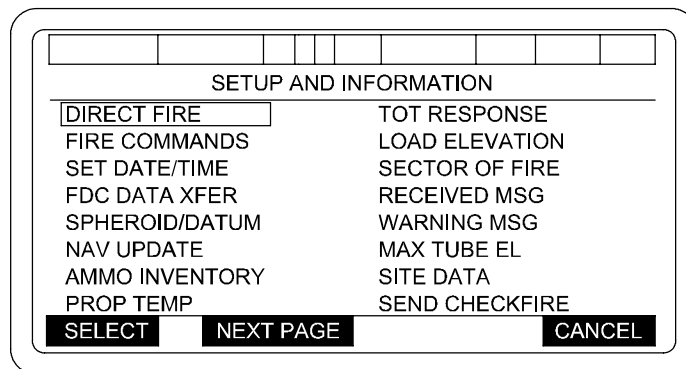 SETUP AND INFORMATION
DIRECT FIRE TOT RESPONSE
FIRE COMMANDS LOAD ELEVATION
SET DATE/TIME SECTOR OF FIRE
FDC DATA XFER RECEIVED MSG
SPHEROID/DATUM WARNING MSG
NAV UPDATE MAX TUBE EL
AMMO INVENTORY SITE DATA
PROP TEMP SEND CHECKFIRE
SELECT NEXT PAGE CANCEL